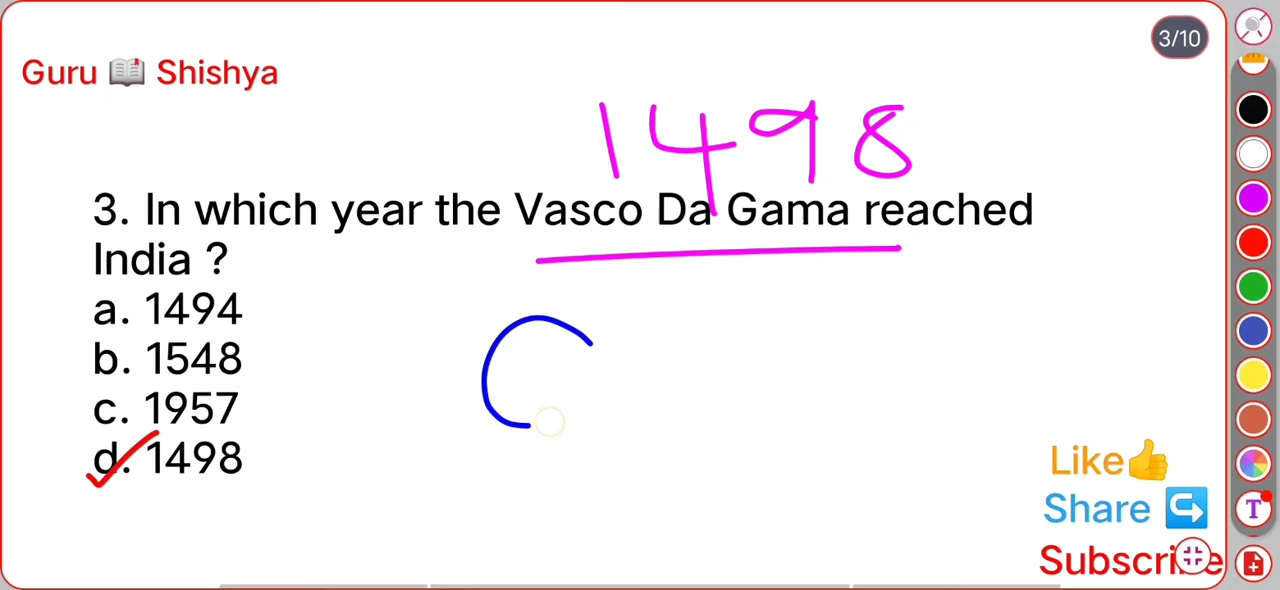 3/10
Guru 📖 Shishya
1498
3. In which year the Vasco Da Gama reached
India ?
a. 1494
b. 1548
c. 1957
d. 1498
Like👍
Share ↪️
T